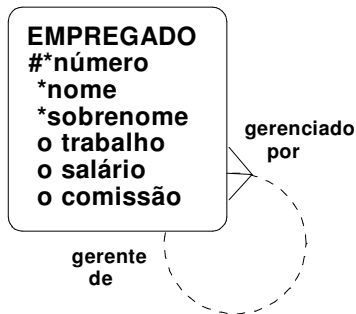 EMPREGADO
#*número
*nome
*sobrenome
o trabalho
o salário
o comissão
gerenciado
por
gerente
de